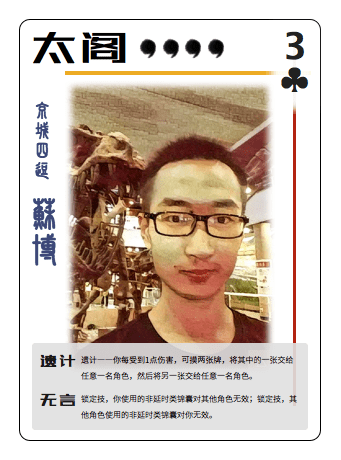 太阁
3
京城四
蘇博
速计
遗计——你每受到1点伤害，可摸两张牌，将其中的一张交给
任意一名角色，然后将另一张交给任意一名角色。
无言
锁定技，你使用的非延时类锦囊对其他角色无效；锁定技，其
他角色使用的非延时类锦囊对你无效。